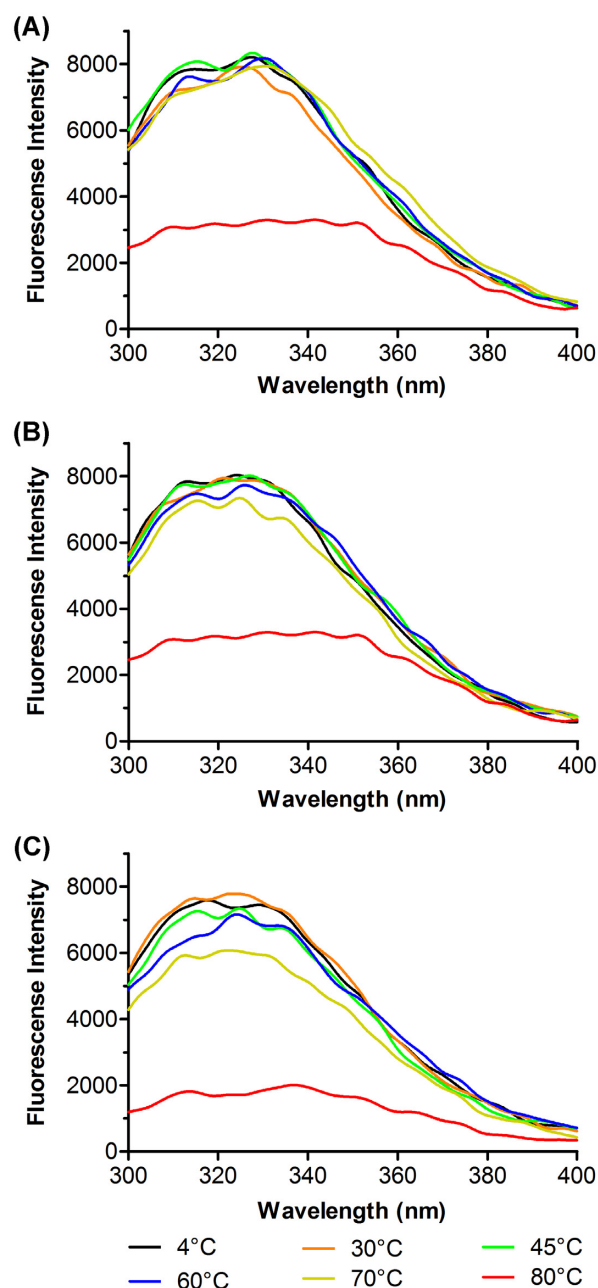 (A)
Fluorescense Intensity
8000
6000
4000
2000
0
300 320 340 360 380 400
Wavelength (nm)
(B)
Fluorescense Intensity
8000
6000
4000
2000
0
300 320 340 360 380 400
Wavelength (nm)
(C)
Fluorescense Intensity
8000
6000
4000
2000
0
300 320 340 360 380 400
Wavelength (nm)
4°C 30°C 45°C
60°C 70°C 80°C